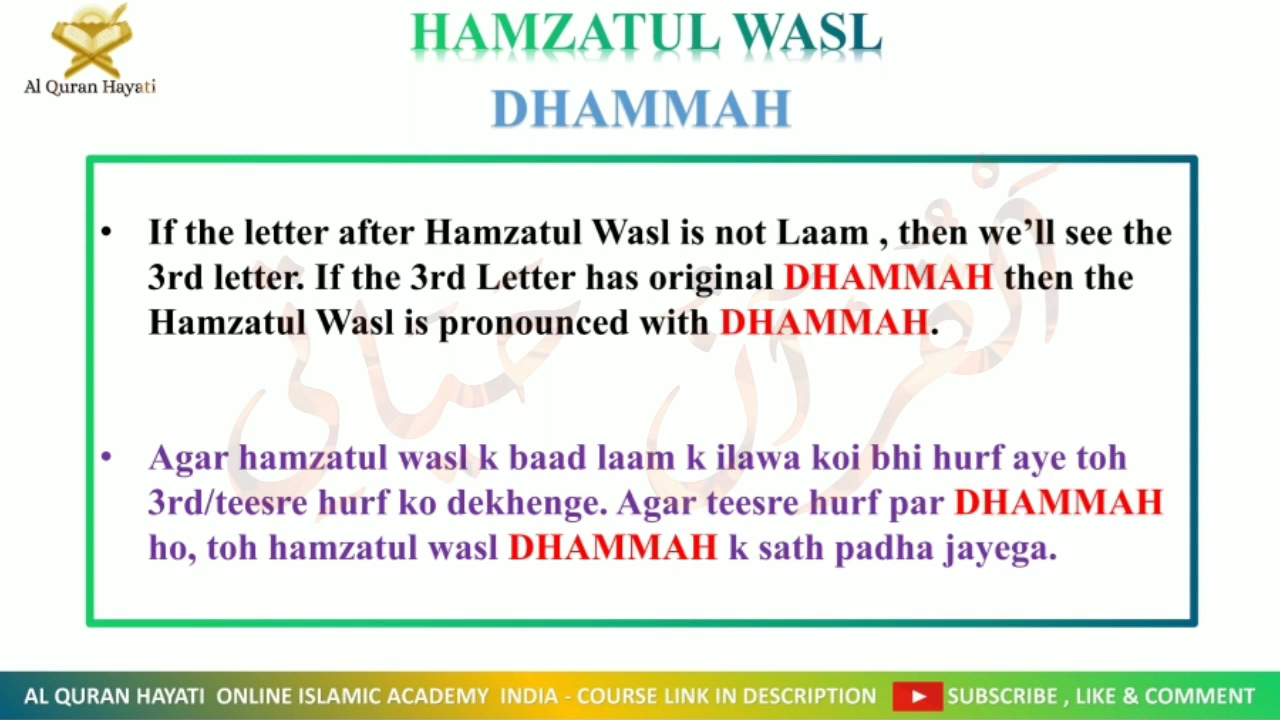 Al Quran Hayati
HAMZATUL WASL
DHAMMAH
• If the letter after Hamzatul Wasl is not Laam , then we’ll see the
3rd letter. If the 3rd Letter has original DHAMMAH then the
Hamzatul Wasl is pronounced with DHAMMAH.
القرآن حياتي
• Agar hamzatul wasl k baad laam k ilawa koi bhi hurf aye toh
3rd/teesre hurf ko dekhenge. Agar teesre hurf par DHAMMAH
ho, toh hamzatul wasl DHAMMAH k sath padha jayega.
AL QURAN HAYATI ONLINE ISLAMIC ACADEMY INDIA - COURSE LINK IN DESCRIPTION SUBSCRIBE , LIKE & COMMENT